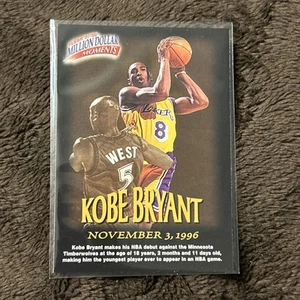 MILLION DOLLAR
MOMENTS
8
WEST
5
KOBE BRYANT
NOVEMBER 3, 1996
Kobe Bryant makes his NBA debut against the Minnesota
Timberwolves at the age of 18 years, 2 months and 11 days old,
making him the youngest player ever to appear in an NBA game.